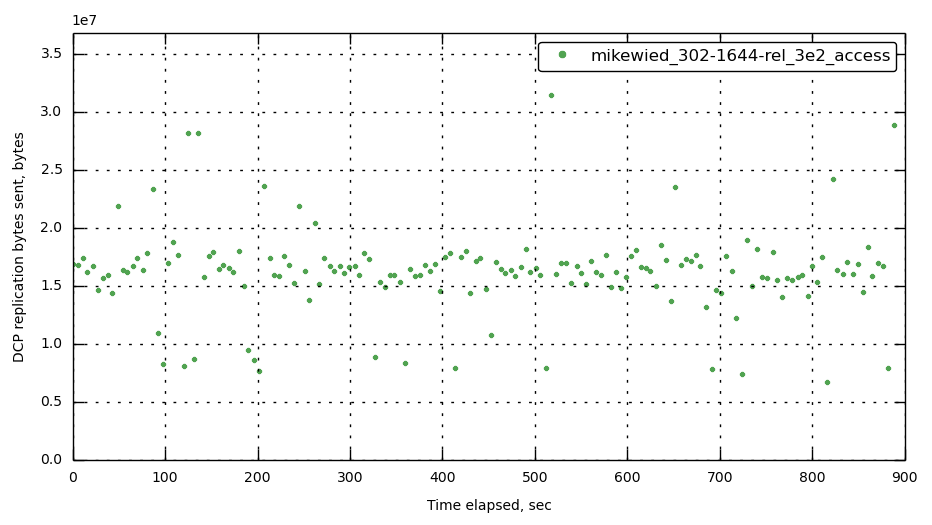 1e7
mikewied_302-1644-rel_3e2_access
3.5
3.0
2.5
2.0
1.5
1.0
0.5
0.0
DCP replication bytes sent, bytes
0 100 200 300 400 500 600 700 800 900
Time elapsed, sec